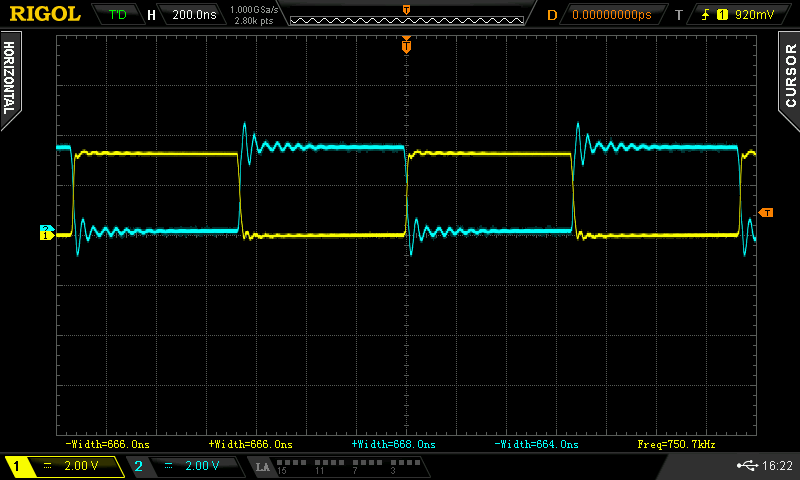 RIGOL T'D H 200.0ns 1.000GSa/s 2.80k pts T D 0.00000000ps T 1 920mV
HORIZONTAL
CURSOR
T
T
2
1
-Width=666.0ns +Width=666.0ns +Width=668.0ns -Width=664.0ns Freq=750.7kHz
1 2.00 V 2 2.00 V LA 15 11 7 3 16:22